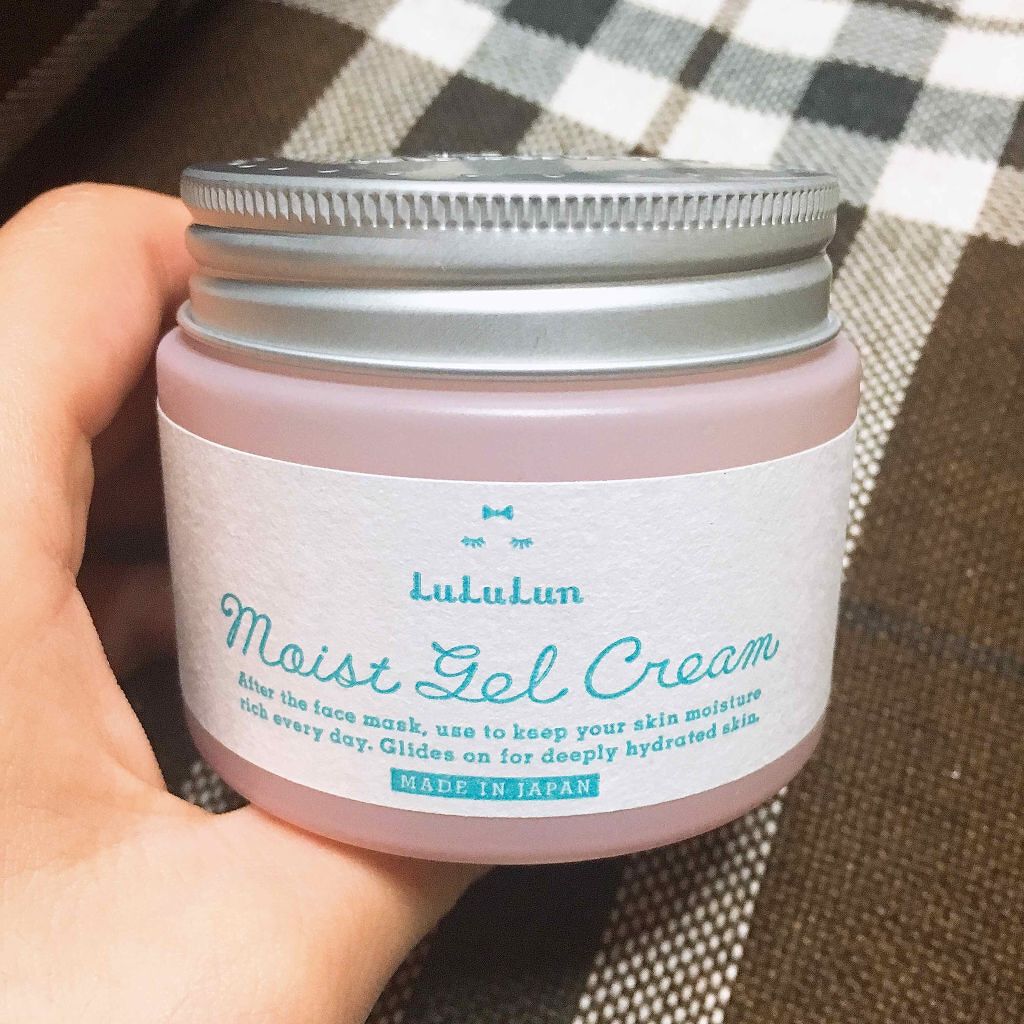 LuLuLun
Moist Gel Cream
After the face mask, use to keep your skin moisture
rich every day. Glides on for deeply hydrated skin.
MADE IN JAPAN